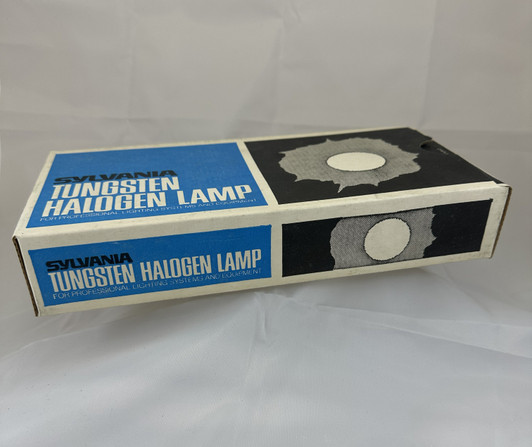 SYLVANIA
TUNGSTEN
HALOGEN LAMP
FOR PROFESSIONAL LIGHTING SYSTEMS AND EQUIPMENT
SYLVANIA
TUNGSTEN HALOGEN LAMP
FOR PROFESSIONAL LIGHTING SYSTEMS AND EQUIPMENT